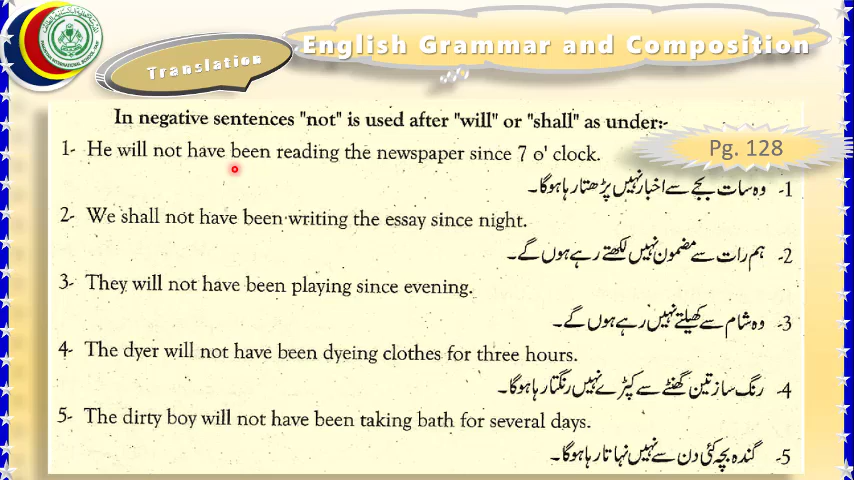 English Grammar and Composition
Translation
In negative sentences "not" is used after "will" or "shall" as under:-
Pg. 128
1- He will not have been reading the newspaper since 7 o' clock.
1- وہ سات بجے سے اخبار نہیں پڑھتا رہا ہوگا۔
2- We shall not have been writing the essay since night.
2- ہم رات سے مضمون نہیں لکھتے رہے ہوں گے۔
3- They will not have been playing since evening.
3- وہ شام سے کھیلتے نہیں رہے ہوں گے۔
4- The dyer will not have been dyeing clothes for three hours.
4- رنگ ساز تین گھنٹے سے کپڑے نہیں رنگتا رہا ہوگا۔
5- The dirty boy will not have been taking bath for several days.
5- گندہ بچہ کئی دن سے نہیں نہاتا رہا ہوگا۔